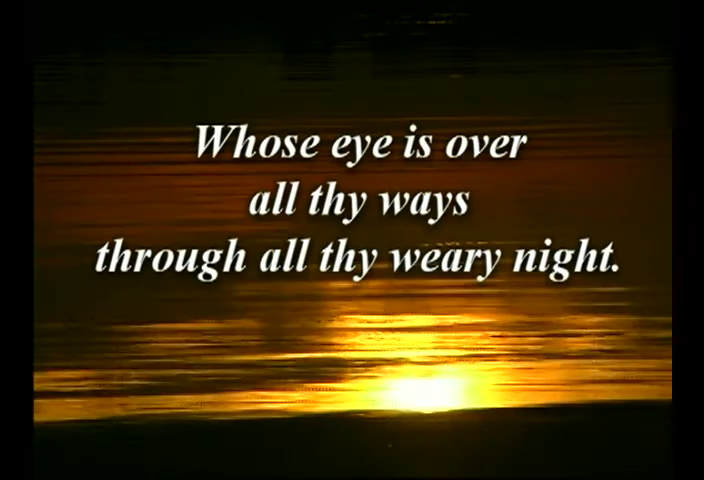 Whose eye is over
all thy ways
through all thy weary night.